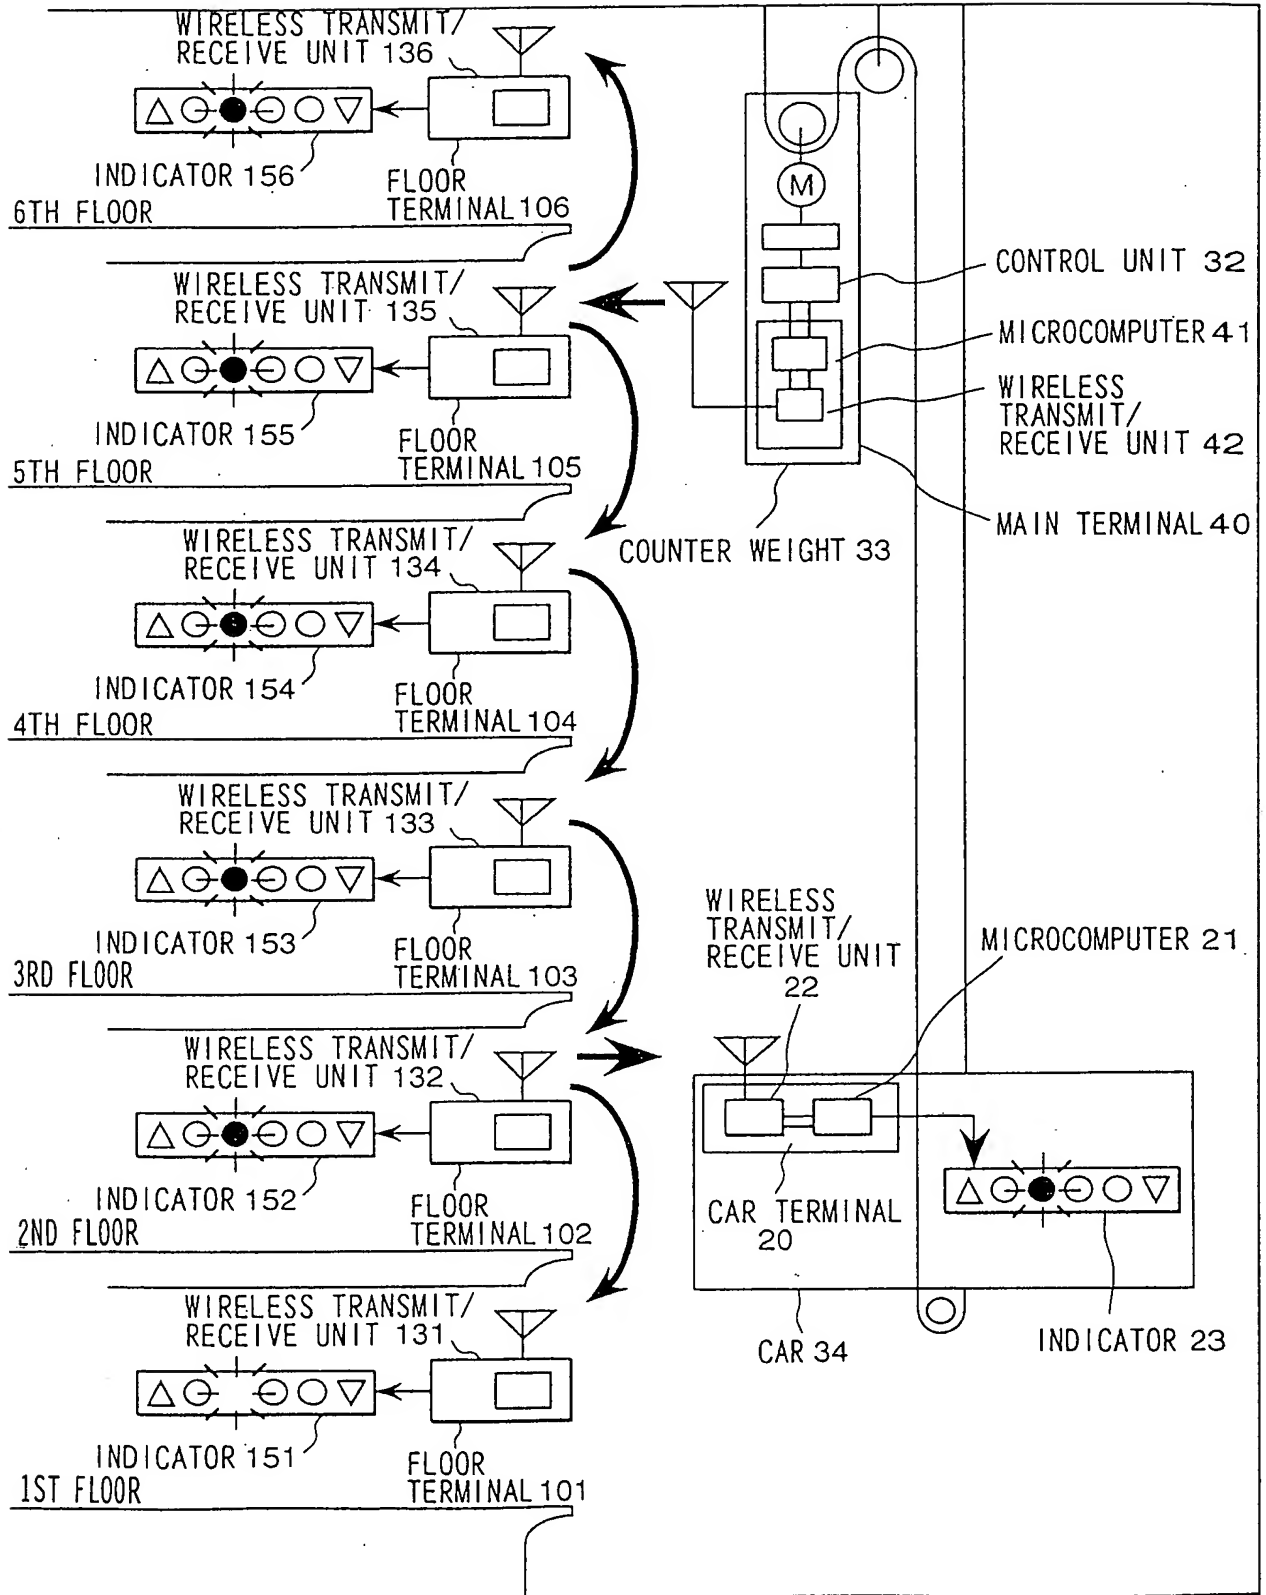 WIRELESS TRANSMIT/
RECEIVE UNIT 136
INDICATOR 156
FLOOR
TERMINAL 106
6TH FLOOR
WIRELESS TRANSMIT/
RECEIVE UNIT 135
INDICATOR 155
FLOOR
TERMINAL 105
5TH FLOOR
WIRELESS TRANSMIT/
RECEIVE UNIT 134
INDICATOR 154
FLOOR
TERMINAL 104
4TH FLOOR
WIRELESS TRANSMIT/
RECEIVE UNIT 133
INDICATOR 153
FLOOR
TERMINAL 103
3RD FLOOR
WIRELESS TRANSMIT/
RECEIVE UNIT 132
INDICATOR 152
FLOOR
TERMINAL 102
2ND FLOOR
WIRELESS TRANSMIT/
RECEIVE UNIT 131
INDICATOR 151
FLOOR
TERMINAL 101
1ST FLOOR
M
CONTROL UNIT 32
MICROCOMPUTER 41
WIRELESS
TRANSMIT/
RECEIVE UNIT 42
MAIN TERMINAL 40
COUNTER WEIGHT 33
WIRELESS
TRANSMIT/
RECEIVE UNIT
22
MICROCOMPUTER 21
CAR TERMINAL
20
CAR 34
INDICATOR 23